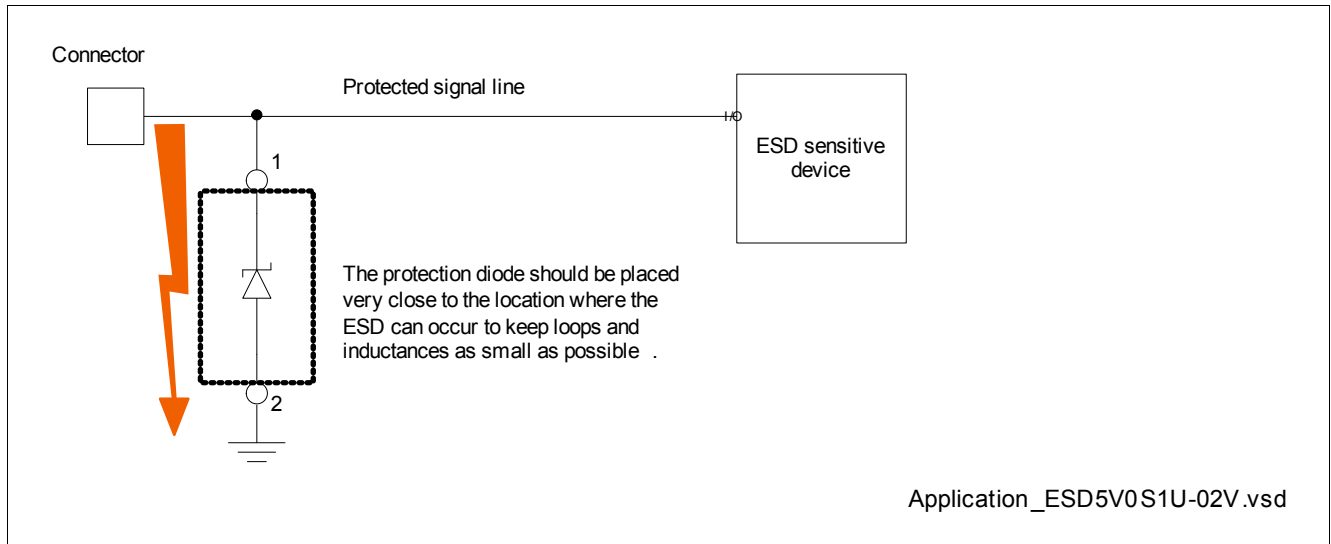 Connector
Protected signal line
I/O
ESD sensitive
device
1
The protection diode should be placed
very close to the location where the
ESD can occur to keep loops and
inductances as small as possible .
2
Application_ESD5V0S1U-02V.vsd